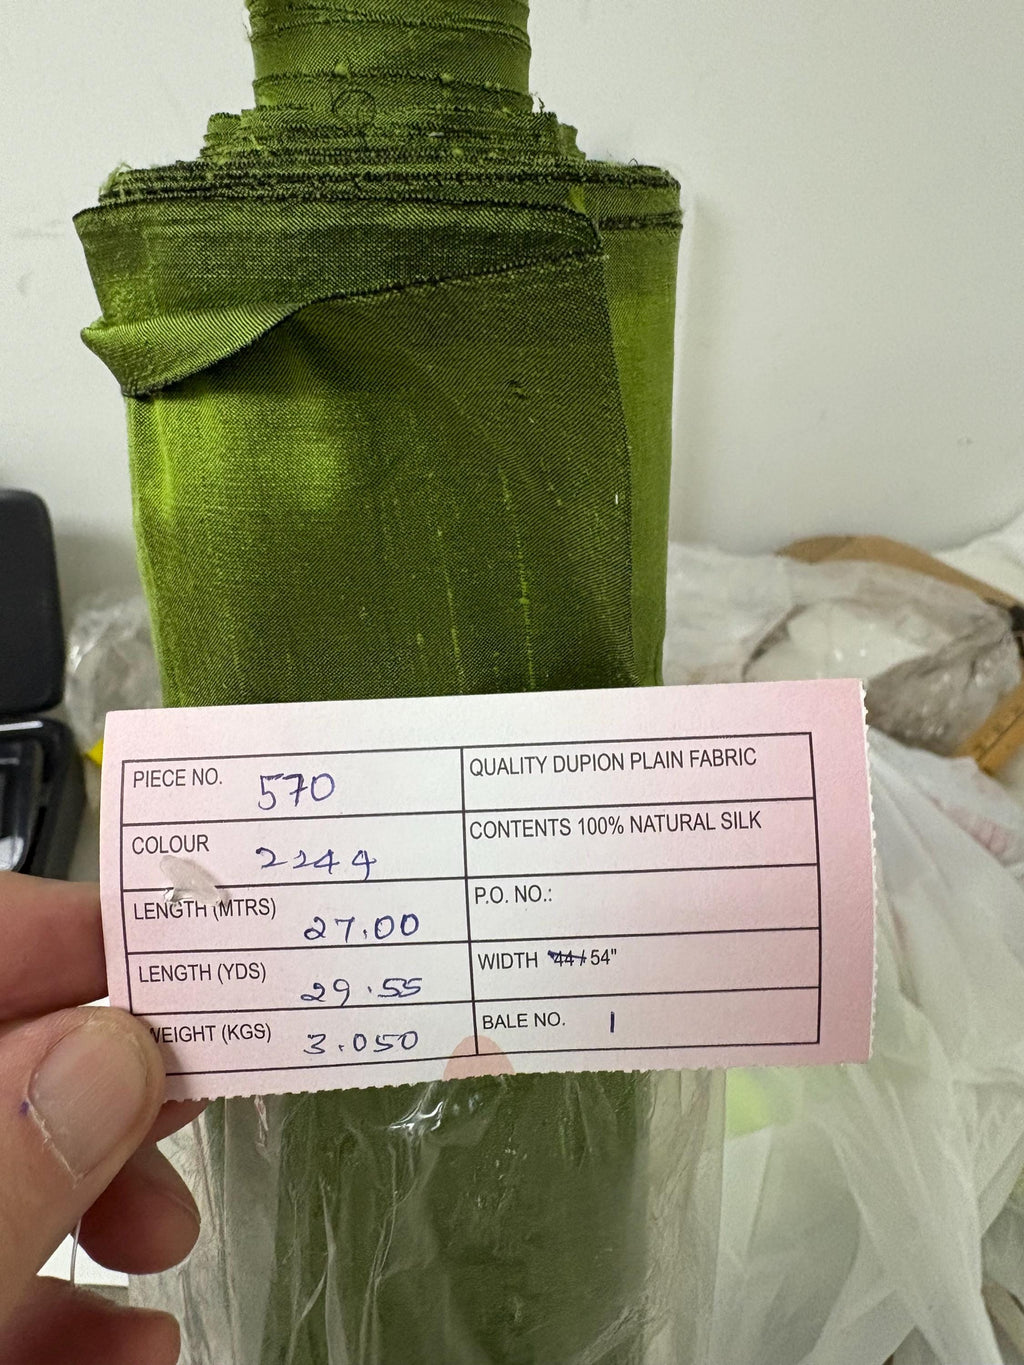 PIECE NO. 570
QUALITY DUPION PLAIN FABRIC
COLOUR 2244
CONTENTS 100% NATURAL SILK
LENGTH (MTRS) 27.00
P.O. NO.:
LENGTH (YDS) 29.55
WIDTH 44/54"
WEIGHT (KGS) 3.050
BALE NO. 1